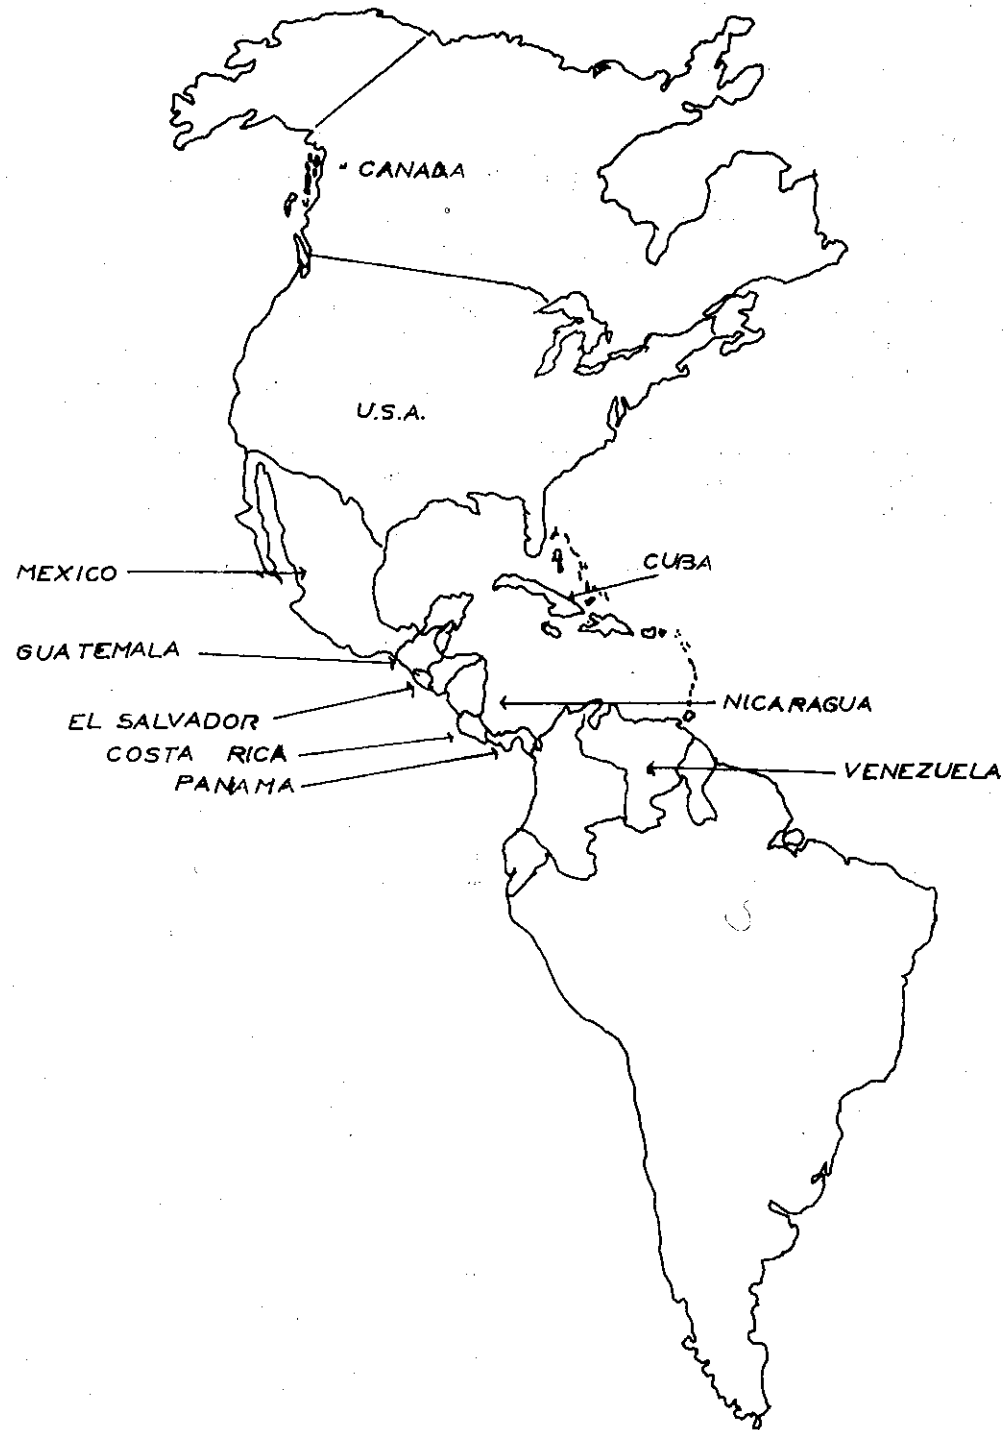 CANADA
U.S.A.
MEXICO
CUBA
GUATEMALA
NICARAGUA
EL SALVADOR
COSTA RICA
PANAMA
VENEZUELA